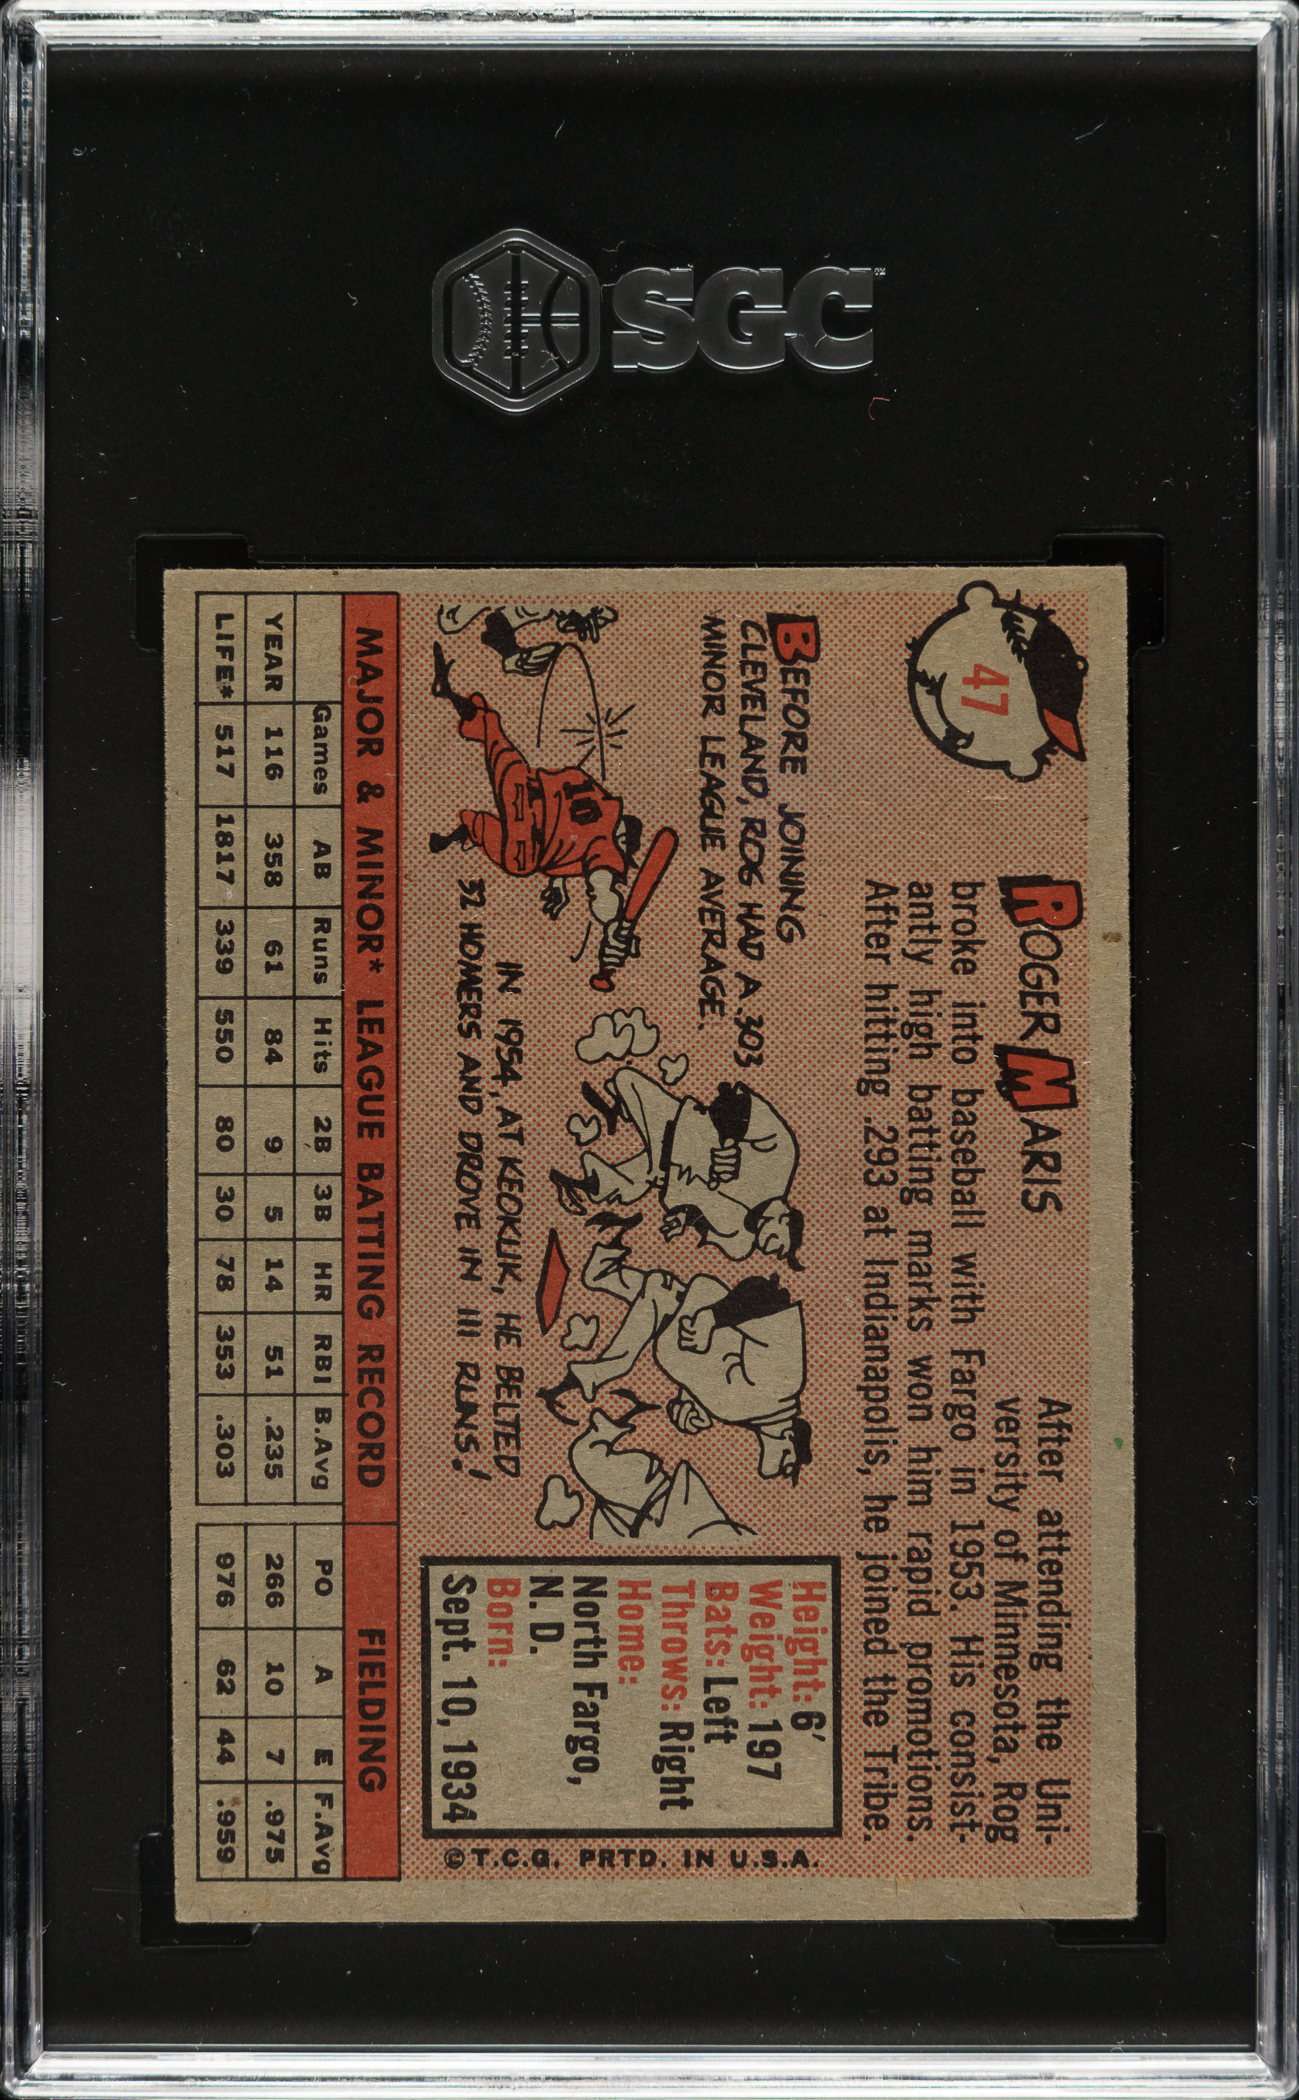 SGC™
47
ROGER MARIS
After attending the Uni-
versity of Minnesota, Rog
broke into baseball with Fargo in 1953. His consist-
antly high batting marks won him rapid promotions.
After hitting .293 at Indianapolis, he joined the Tribe.
BEFORE JOINING
CLEVELAND, ROG HAD A .303
MINOR LEAGUE AVERAGE.
10
IN 1954, AT KEOKUK, HE BELTED
32 HOMERS AND DROVE IN 111 RUNS!
Height: 6'
Weight: 197
Bats: Left
Throws: Right
Home:
North Fargo,
N. D.
Born:
Sept. 10, 1934
© T.C.G. PRTD. IN U.S.A.
MAJOR & MINOR* LEAGUE BATTING RECORD FIELDING
Games AB Runs Hits 2B 3B HR RBI B.Avg PO A E F.Avg
YEAR 116 358 61 84 9 5 14 51 .235 266 10 7 .975
LIFE* 517 1817 339 550 80 30 78 353 .303 976 62 44 .959